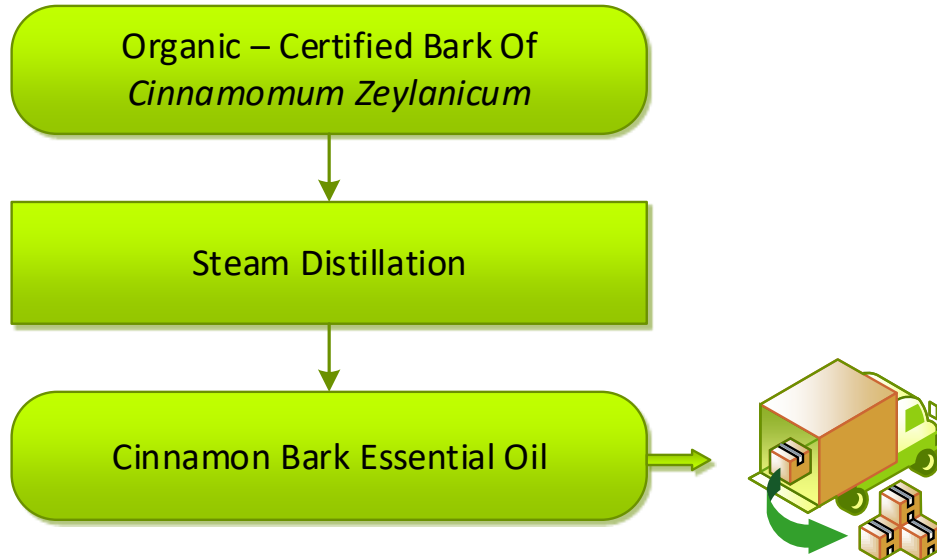 Organic – Certified Bark Of
Cinnamomum Zeylanicum
Steam Distillation
Cinnamon Bark Essential Oil